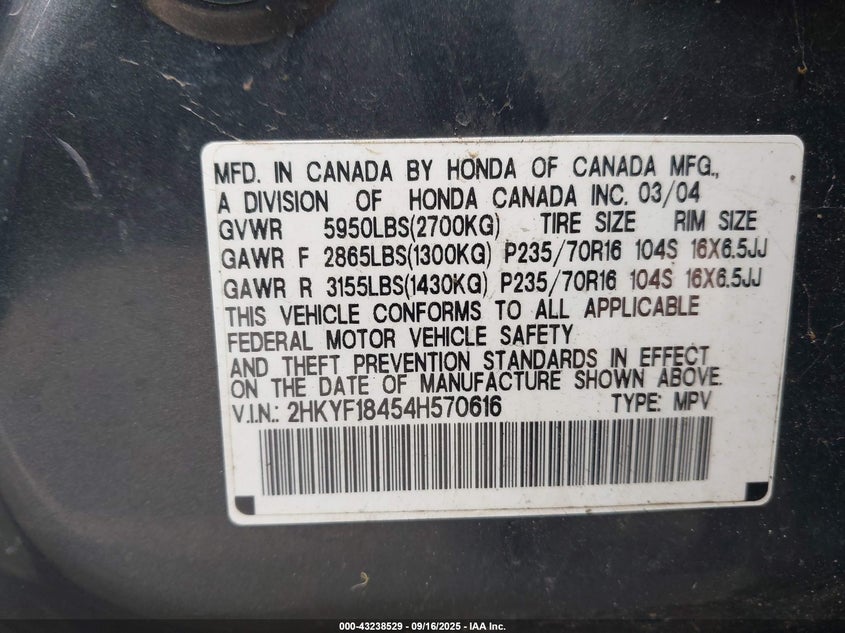 MFD. IN CANADA BY HONDA OF CANADA MFG.,
A DIVISION OF HONDA CANADA INC. 03/04
GVWR 5950LBS(2700KG) TIRE SIZE RIM SIZE
GAWR F 2865LBS(1300KG) P235/70R16 104S 16X6.5JJ
GAWR R 3155LBS(1430KG) P235/70R16 104S 16X6.5JJ
THIS VEHICLE CONFORMS TO ALL APPLICABLE
FEDERAL MOTOR VEHICLE SAFETY
AND THEFT PREVENTION STANDARDS IN EFFECT
ON THE DATE OF MANUFACTURE SHOWN ABOVE.
V.I.N.: 2HKYF18454H570616 TYPE: MPV
000-43238529 - 09/16/2025 - IAA Inc.